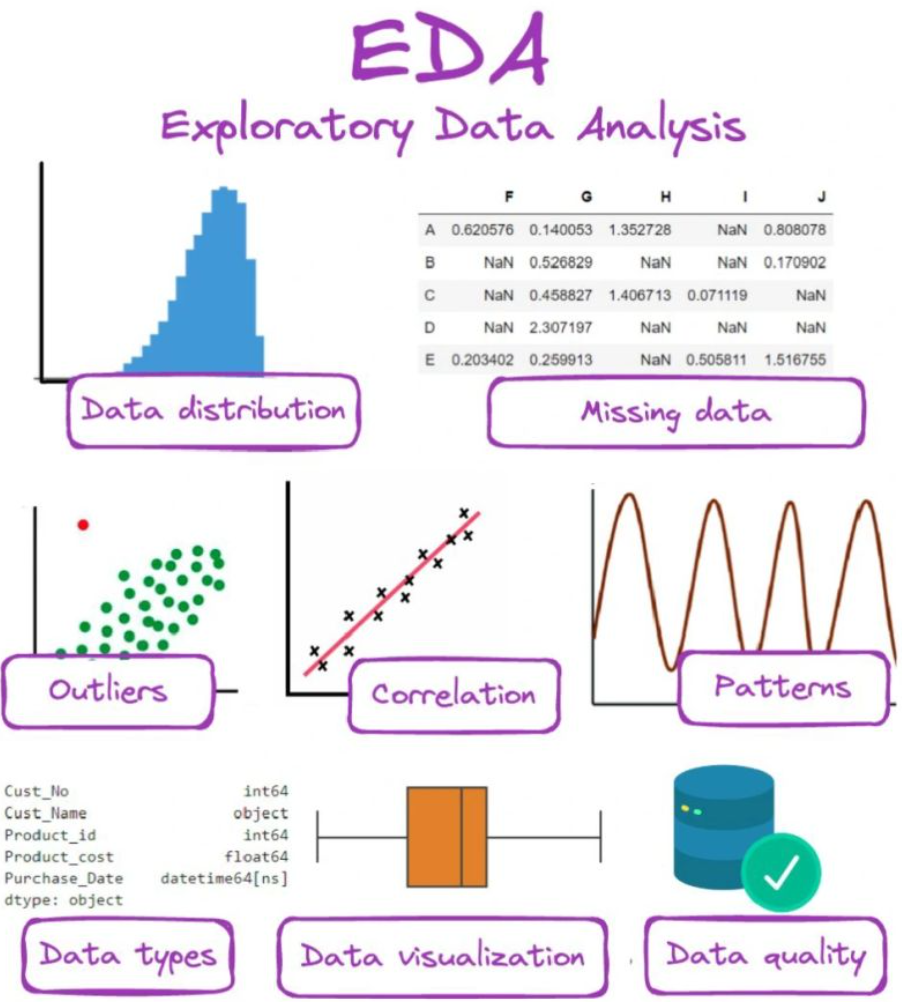 EDA
Exploratory Data Analysis
F G H I J
A 0.620576 0.140053 1.352728 NaN 0.808078
B NaN 0.526829 NaN NaN 0.170902
C NaN 0.458827 1.406713 0.071119 NaN
D NaN 2.307197 NaN NaN NaN
E 0.203402 0.259913 NaN 0.505811 1.516755
Data distribution
Missing data
Outliers
Correlation
Patterns
Cust_No int64
Cust_Name object
Product_id int64
Product_cost float64
Purchase_Date datetime64[ns]
dtype: object
Data types
Data visualization
Data quality